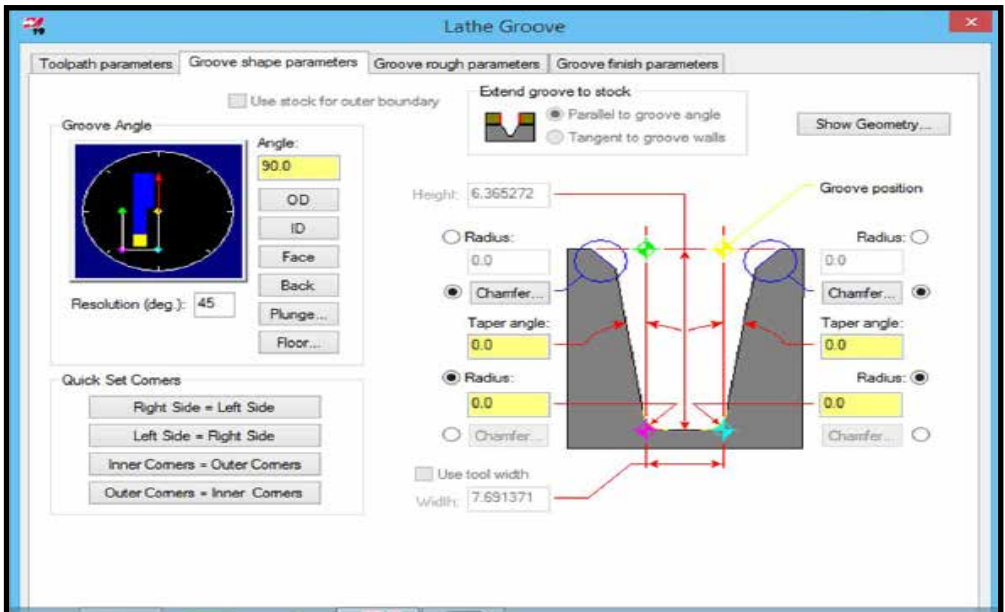 19
Lathe Groove
Toolpath parameters
Groove shape parameters
Groove rough parameters
Groove finish parameters
Use stock for outer boundary
Extend groove to stock
Parallel to groove angle
Tangent to groove walls
Show Geometry...
Groove Angle
Angle:
90.0
OD
ID
Face
Back
Plunge...
Floor...
Resolution (deg.): 45
Quick Set Corners
Right Side = Left Side
Left Side = Right Side
Inner Corners = Outer Corners
Outer Corners = Inner Corners
Height: 6.365272
Groove position
Radius:
0.0
Chamfer...
Taper angle:
0.0
Radius:
0.0
Chamfer...
Use tool width
Width: 7.691371
Radius:
0.0
Chamfer...
Taper angle:
0.0
Radius:
0.0
Chamfer...